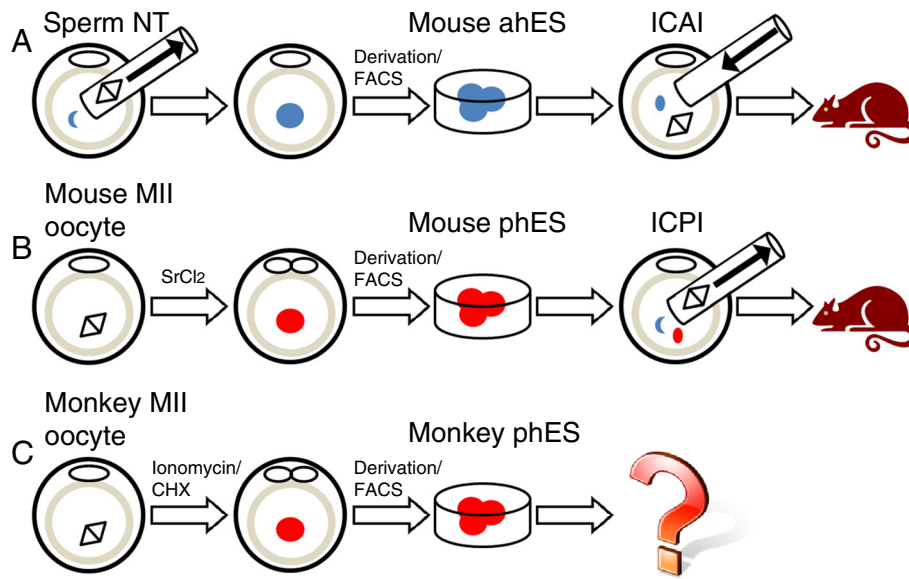 A
Sperm NT
Mouse ahES
ICAI
Derivation/
FACS
B
Mouse MII
oocyte
Mouse phES
ICPI
SrCl₂
Derivation/
FACS
C
Monkey MII
oocyte
Monkey phES
Ionomycin/
CHX
Derivation/
FACS
?